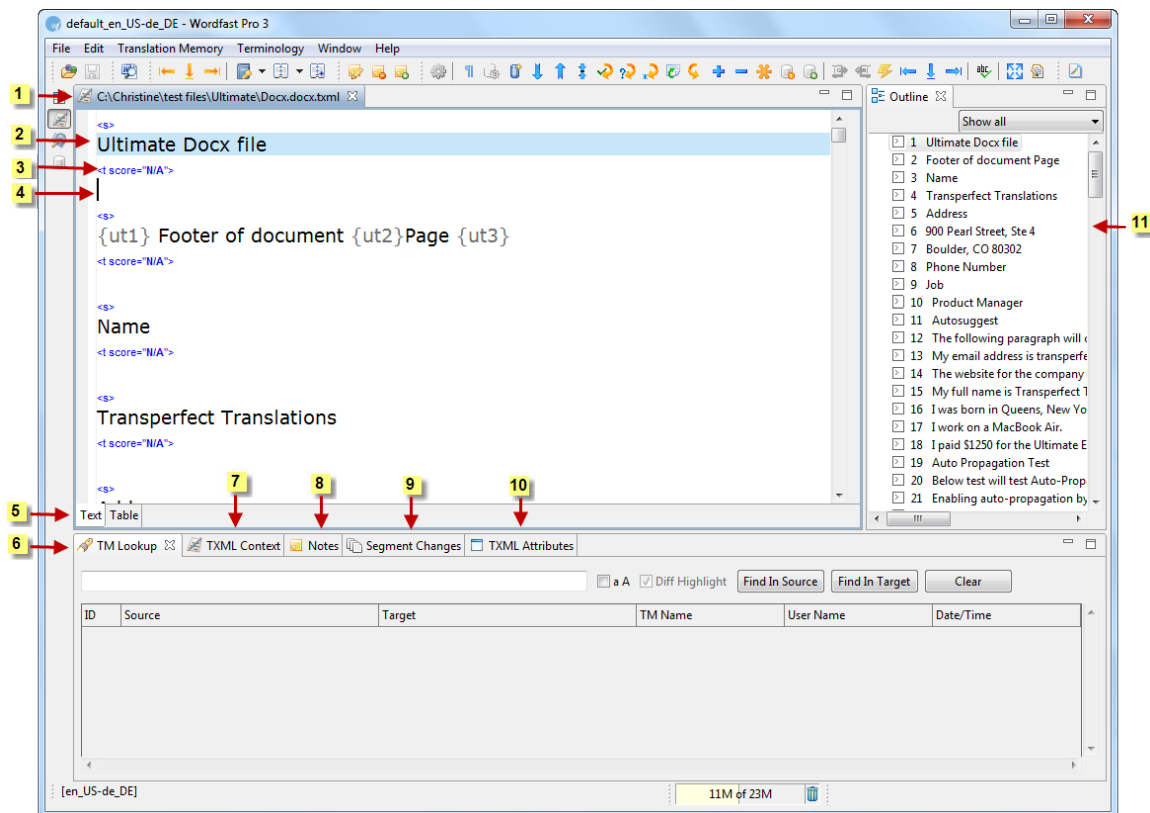 default_en_US-de_DE - Wordfast Pro 3
File Edit Translation Memory Terminology Window Help
1
C:\Christine\test files\Ultimate\Docx.docx.txml
Outline
Show all
<s>
2
Ultimate Docx file
3
<t score="N/A">
4
<s>
{ut1} Footer of document {ut2}Page {ut3}
<t score="N/A">
<s>
Name
<t score="N/A">
<s>
Transperfect Translations
<t score="N/A">
<s>
1 Ultimate Docx file
2 Footer of document Page
3 Name
4 Transperfect Translations
5 Address
6 900 Pearl Street, Ste 4
7 Boulder, CO 80302
8 Phone Number
9 Job
10 Product Manager
11 Autosuggest
12 The following paragraph will
13 My email address is transperfe
14 The website for the company
15 My full name is Transperfect T
16 I was born in Queens, New Yo
17 I work on a MacBook Air.
18 I paid $1250 for the Ultimate E
19 Auto Propagation Test
20 Below test will test Auto-Prop
21 Enabling auto-propagation by
11
7
8
9
10
5
Text Table
6
TM Lookup TXML Context Notes Segment Changes TXML Attributes
a A Diff Highlight Find In Source Find In Target Clear
ID Source Target TM Name User Name Date/Time
[en_US-de_DE]
11M of 23M